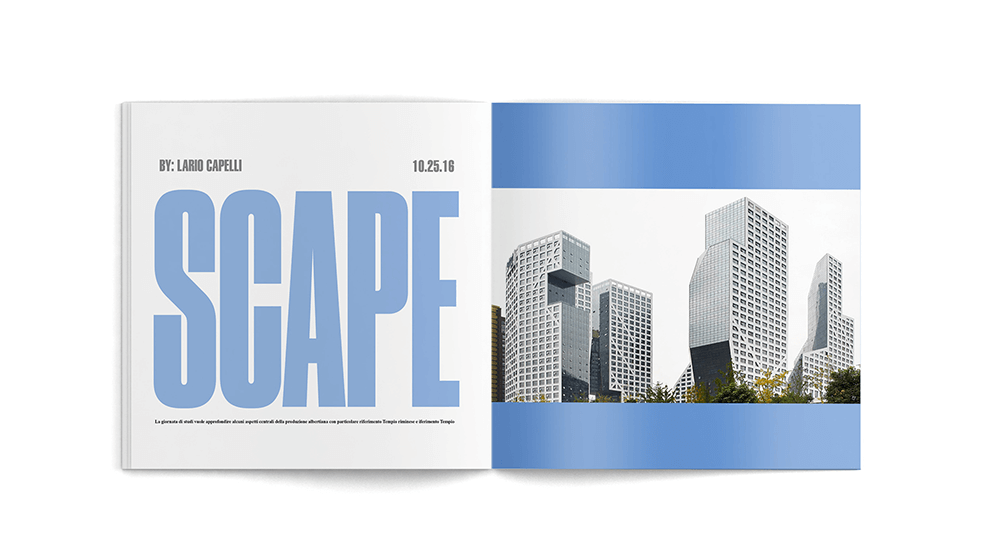 BY: LARIO CAPELLI 10.25.16
SCAPE
La giornata di studi vuole approfondire alcuni aspetti centrali della produzione albertiana con particolare riferimento Tempio riminese e iferimento Tempio